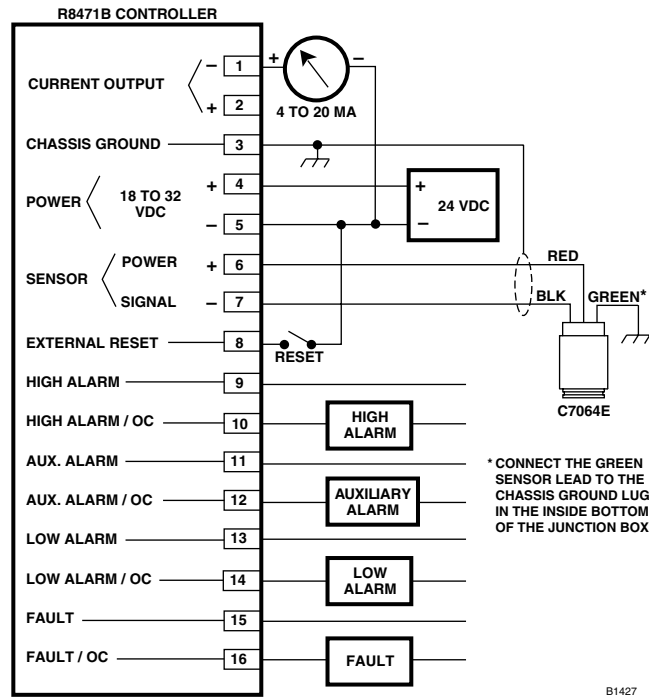 R8471B CONTROLLER
CURRENT OUTPUT
− 1
+ 2
+ −
4 TO 20 MA
CHASSIS GROUND 3
POWER
18 TO 32
VDC
+ 4
− 5
+
−
24 VDC
SENSOR
POWER + 6
SIGNAL − 7
RED
BLK
GREEN*
C7064E
EXTERNAL RESET 8
RESET
HIGH ALARM 9
HIGH ALARM / OC 10
HIGH
ALARM
AUX. ALARM 11
AUX. ALARM / OC 12
AUXILIARY
ALARM
LOW ALARM 13
LOW ALARM / OC 14
LOW
ALARM
FAULT 15
FAULT / OC 16
FAULT
* CONNECT THE GREEN
SENSOR LEAD TO THE
CHASSIS GROUND LUG
IN THE INSIDE BOTTOM
OF THE JUNCTION BOX
B1427